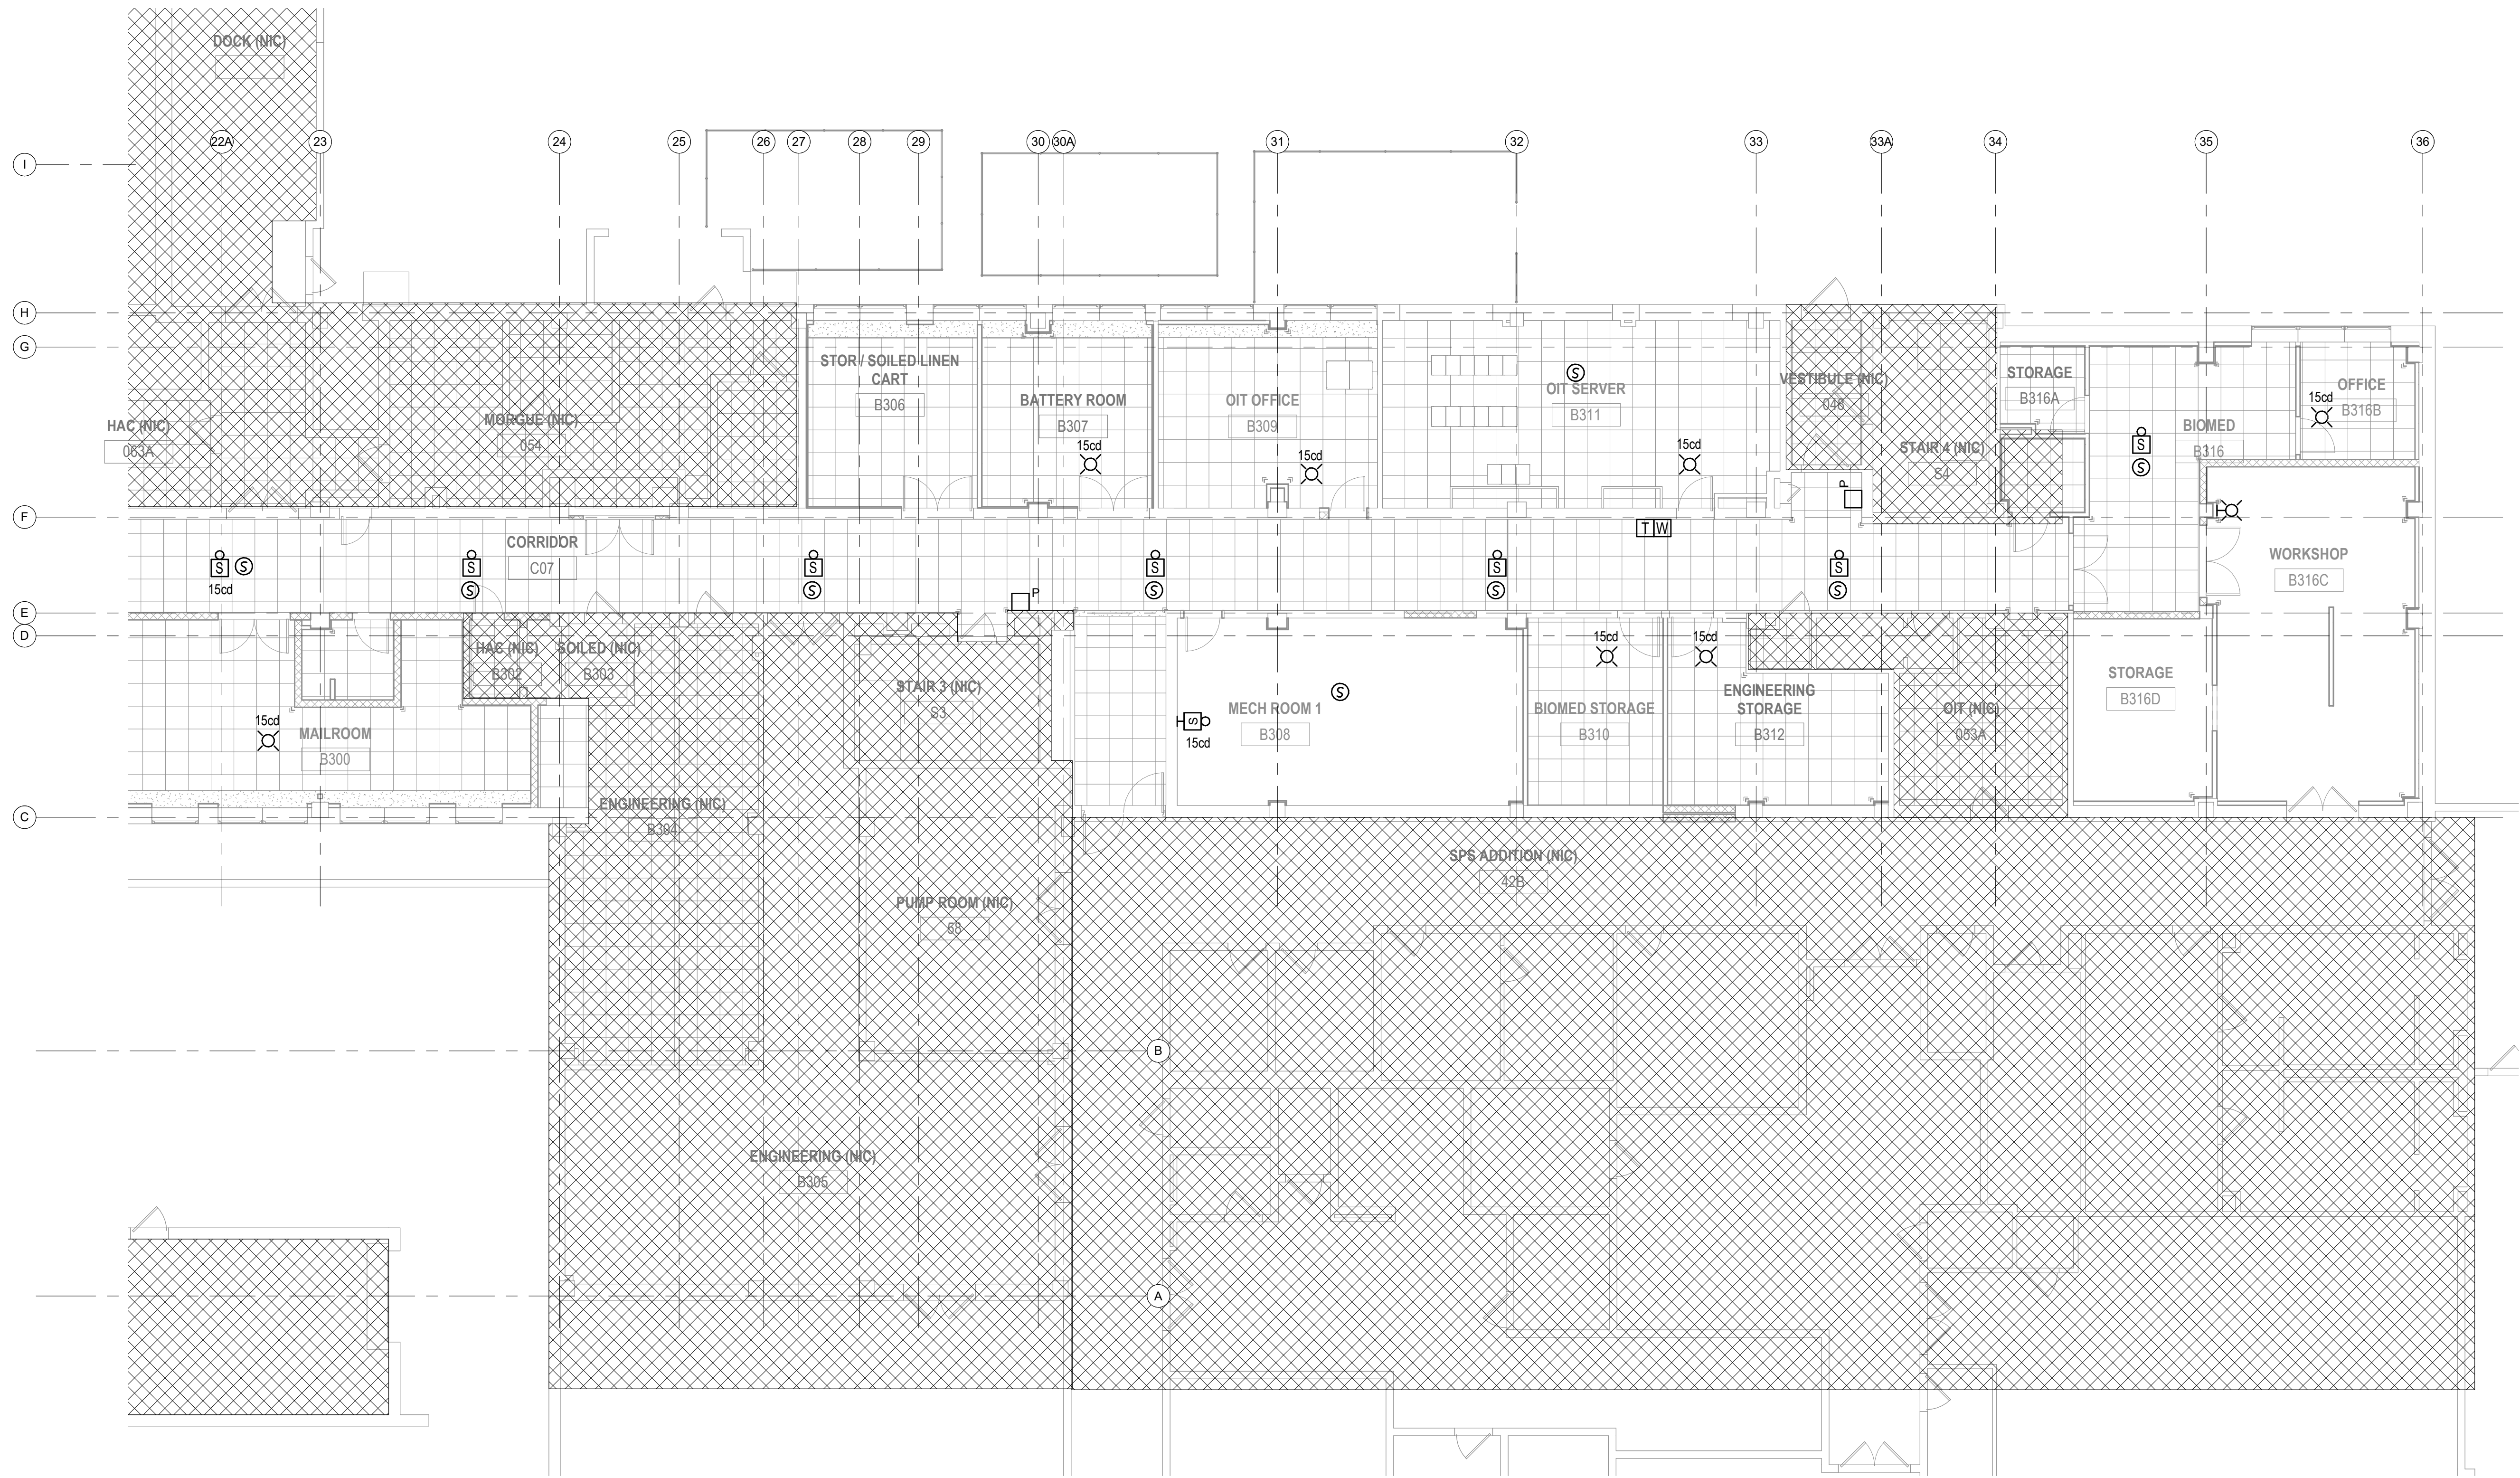 DOCK (NIC)
22A
23
24
25
26
27
28
29
30
30A
31
32
33
33A
34
35
36
I
H
G
STOR / SOILED LINEN
CART
B306
BATTERY ROOM
B307
15cd
OIT OFFICE
B309
15cd
S
OIT SERVER
B311
15cd
VESTIBULE (NIC)
048
STORAGE
B316A
OFFICE
15cd
B316B
BIOMED
B316
S
S
HAC (NIC)
063A
MORGUE (NIC)
054
STAIR 4 (NIC)
S4
P
F
T W
CORRIDOR
C07
S
S
15cd
S
S
S
S
S
S
S
S
S
S
P
WORKSHOP
B316C
E
D
HAC (NIC)
B302
SOILED (NIC)
B303
15cd
15cd
STAIR 3 (NIC)
S3
S
MECH ROOM 1
B308
S
15cd
BIOMED STORAGE
B310
ENGINEERING
STORAGE
B312
OIT (NIC)
053A
STORAGE
B316D
15cd
MAILROOM
B300
C
ENGINEERING (NIC)
B304
SPS ADDITION (NIC)
42B
PUMP ROOM (NIC)
58
B
ENGINEERING (NIC)
B305
A